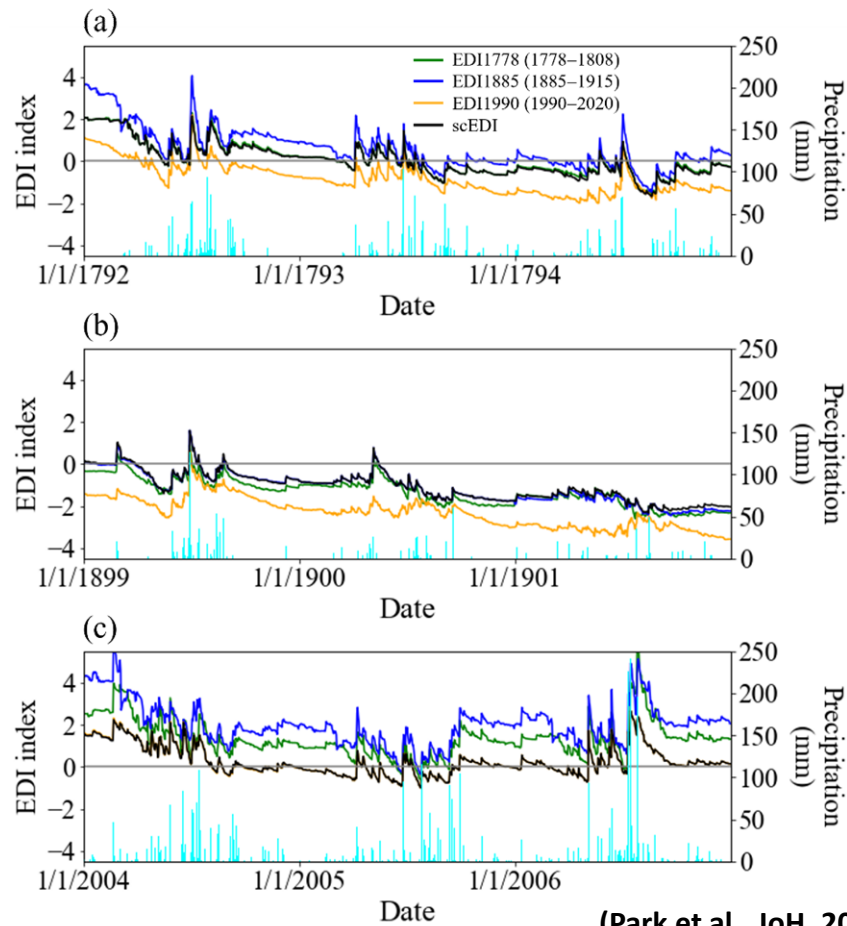 (a)
EDI1778 (1778–1808)
EDI1885 (1885–1915)
EDI1990 (1990–2020)
scEDI
4
2
0
−2
−4
EDI index
250
200
150
100
50
0
Precipitation
(mm)
1/1/1792
1/1/1793
1/1/1794
Date
(b)
4
2
0
−2
−4
EDI index
250
200
150
100
50
0
Precipitation
(mm)
1/1/1899
1/1/1900
1/1/1901
Date
(c)
4
2
0
−2
−4
EDI index
250
200
150
100
50
0
Precipitation
(mm)
1/1/2004
1/1/2005
1/1/2006
Date
(Park et al., JoH, 20